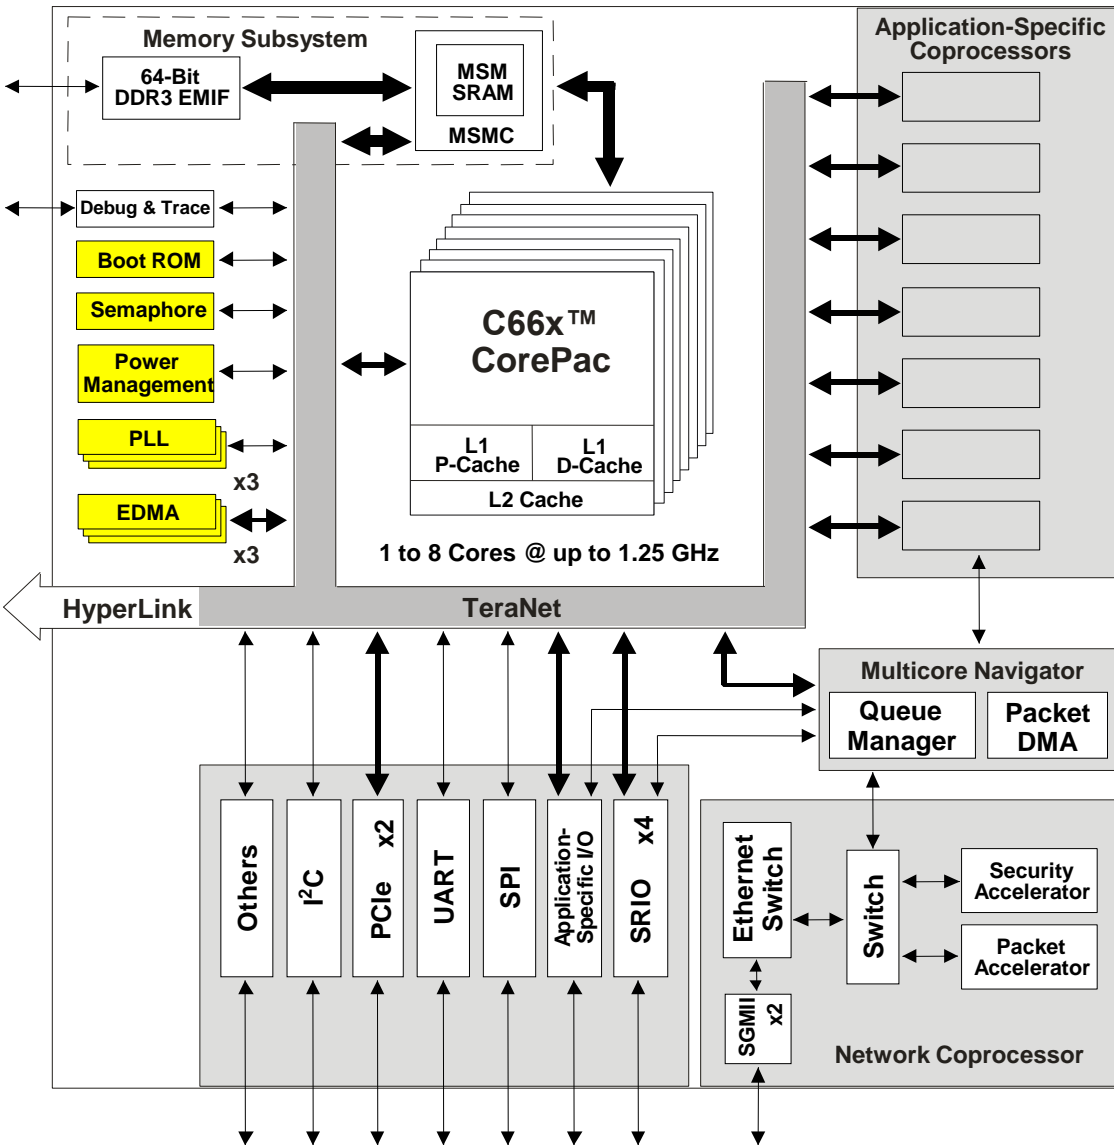 Memory Subsystem
64-Bit
DDR3 EMIF
MSM
SRAM
MSMC
Application-Specific
Coprocessors
Debug & Trace
Boot ROM
Semaphore
Power
Management
PLL
x3
EDMA
x3
C66x™
CorePac
L1
P-Cache
L1
D-Cache
L2 Cache
1 to 8 Cores @ up to 1.25 GHz
HyperLink
TeraNet
Multicore Navigator
Queue
Manager
Packet
DMA
Others
I²C
PCIe x2
UART
SPI
Application-
Specific I/O
SRIO x4
Ethernet
Switch
Switch
Security
Accelerator
Packet
Accelerator
SGMII
x2
Network Coprocessor